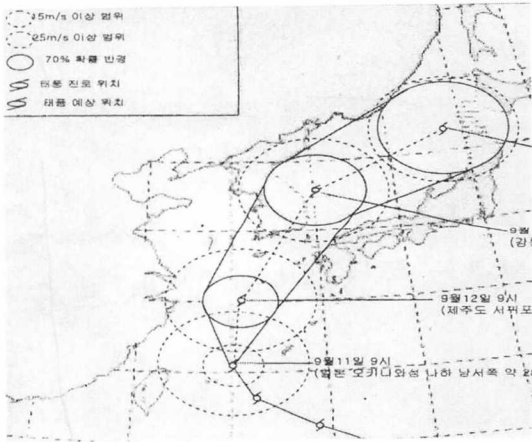 15m/s 이상 범위
25m/s 이상 범위
70% 확률 반경
태풍 진로 위치
태풍 예상 위치
9월
(강
9월12일 9시
(제주도 서귀포
9월11일 9시
(일본 오키나와섬 나하 남서쪽 약 2